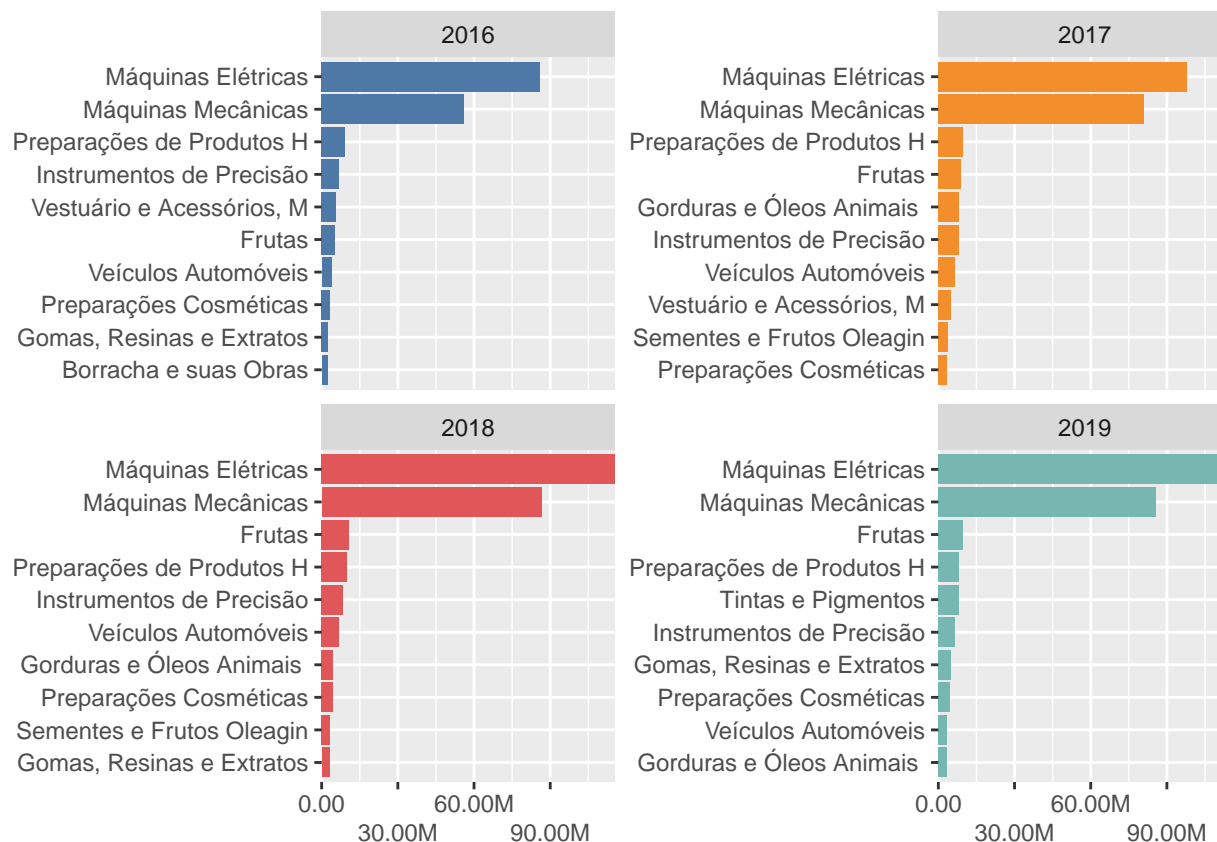 2016
Máquinas Elétricas
Máquinas Mecânicas
Preparações de Produtos H
Instrumentos de Precisão
Vestuário e Acessórios, M
Frutas
Veículos Automóveis
Preparações Cosméticas
Gomas, Resinas e Extratos
Borracha e suas Obras
2017
Máquinas Elétricas
Máquinas Mecânicas
Preparações de Produtos H
Frutas
Gorduras e Óleos Animais
Instrumentos de Precisão
Veículos Automóveis
Vestuário e Acessórios, M
Sementes e Frutos Oleagin
Preparações Cosméticas
2018
Máquinas Elétricas
Máquinas Mecânicas
Frutas
Preparações de Produtos H
Instrumentos de Precisão
Veículos Automóveis
Gorduras e Óleos Animais
Preparações Cosméticas
Sementes e Frutos Oleagin
Gomas, Resinas e Extratos
0.00 60.00M
30.00M 90.00M
2019
Máquinas Elétricas
Máquinas Mecânicas
Frutas
Preparações de Produtos H
Tintas e Pigmentos
Instrumentos de Precisão
Gomas, Resinas e Extratos
Preparações Cosméticas
Veículos Automóveis
Gorduras e Óleos Animais
0.00 60.00M
30.00M 90.00M